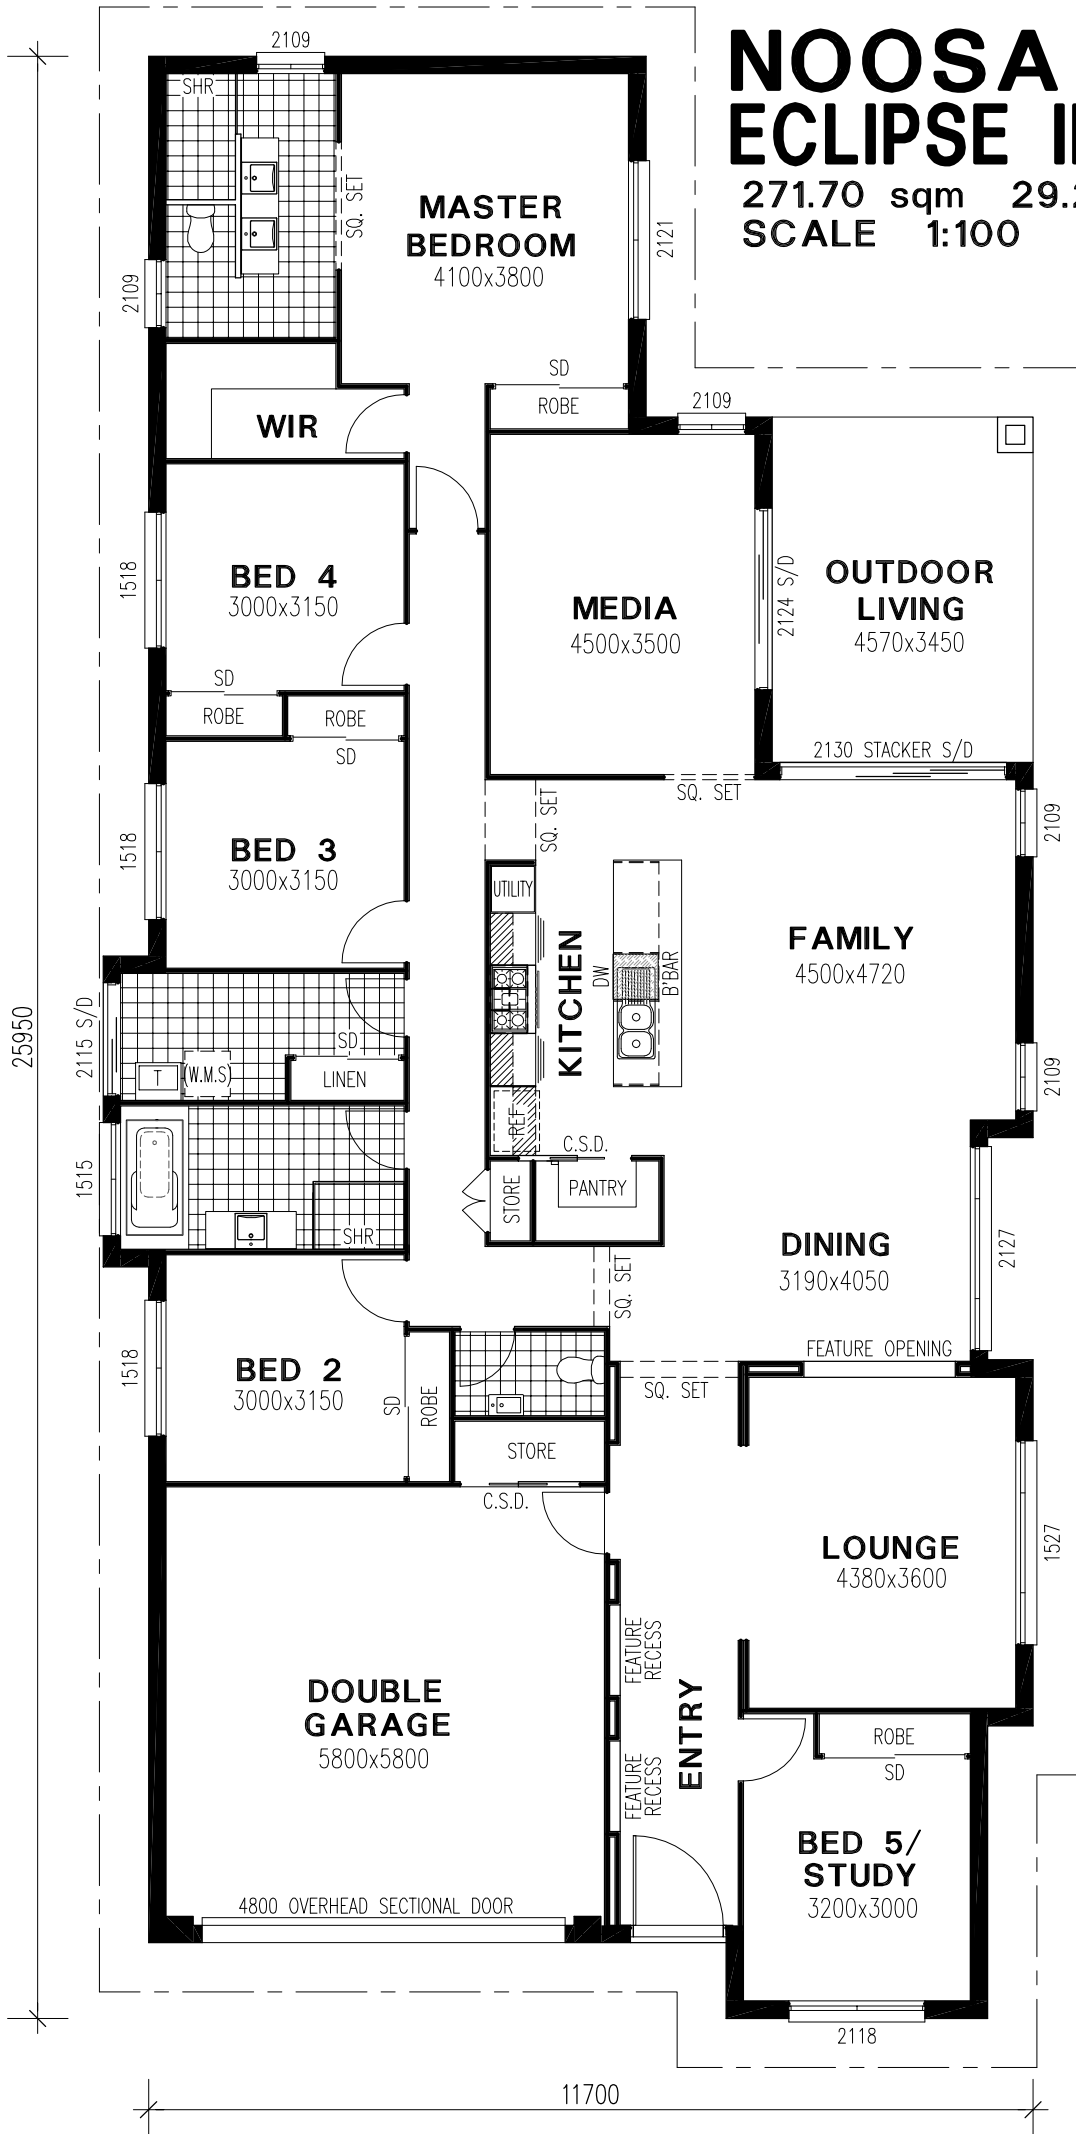 NOOSA
ECLIPSE
271.70 sqm
SCALE 1:100
2109
SHR
SQ. SET
MASTER
BEDROOM
4100x3800
2121
2109
SD
ROBE
WIR
2109
1518
BED 4
3000x3150
SD
ROBE
ROBE
SD
MEDIA
4500x3500
2124 S/D
OUTDOOR
LIVING
4570x3450
2130 STACKER S/D
SQ. SET
SQ. SET
2109
1518
BED 3
3000x3150
UTILITY
KITCHEN
DW
B'BAR
FAMILY
4500x4720
2109
25950
2115 S/D
SD
T
(W.M.S)
LINEN
REF
C.S.D.
STORE
PANTRY
1515
SHR
SQ. SET
DINING
3190x4050
2127
FEATURE OPENING
1518
BED 2
3000x3150
SD
ROBE
SQ. SET
STORE
C.S.D.
LOUNGE
4380x3600
1527
FEATURE
RECESS
DOUBLE
GARAGE
5800x5800
ENTRY
FEATURE
RECESS
ROBE
SD
BED 5/
STUDY
3200x3000
4800 OVERHEAD SECTIONAL DOOR
2118
11700